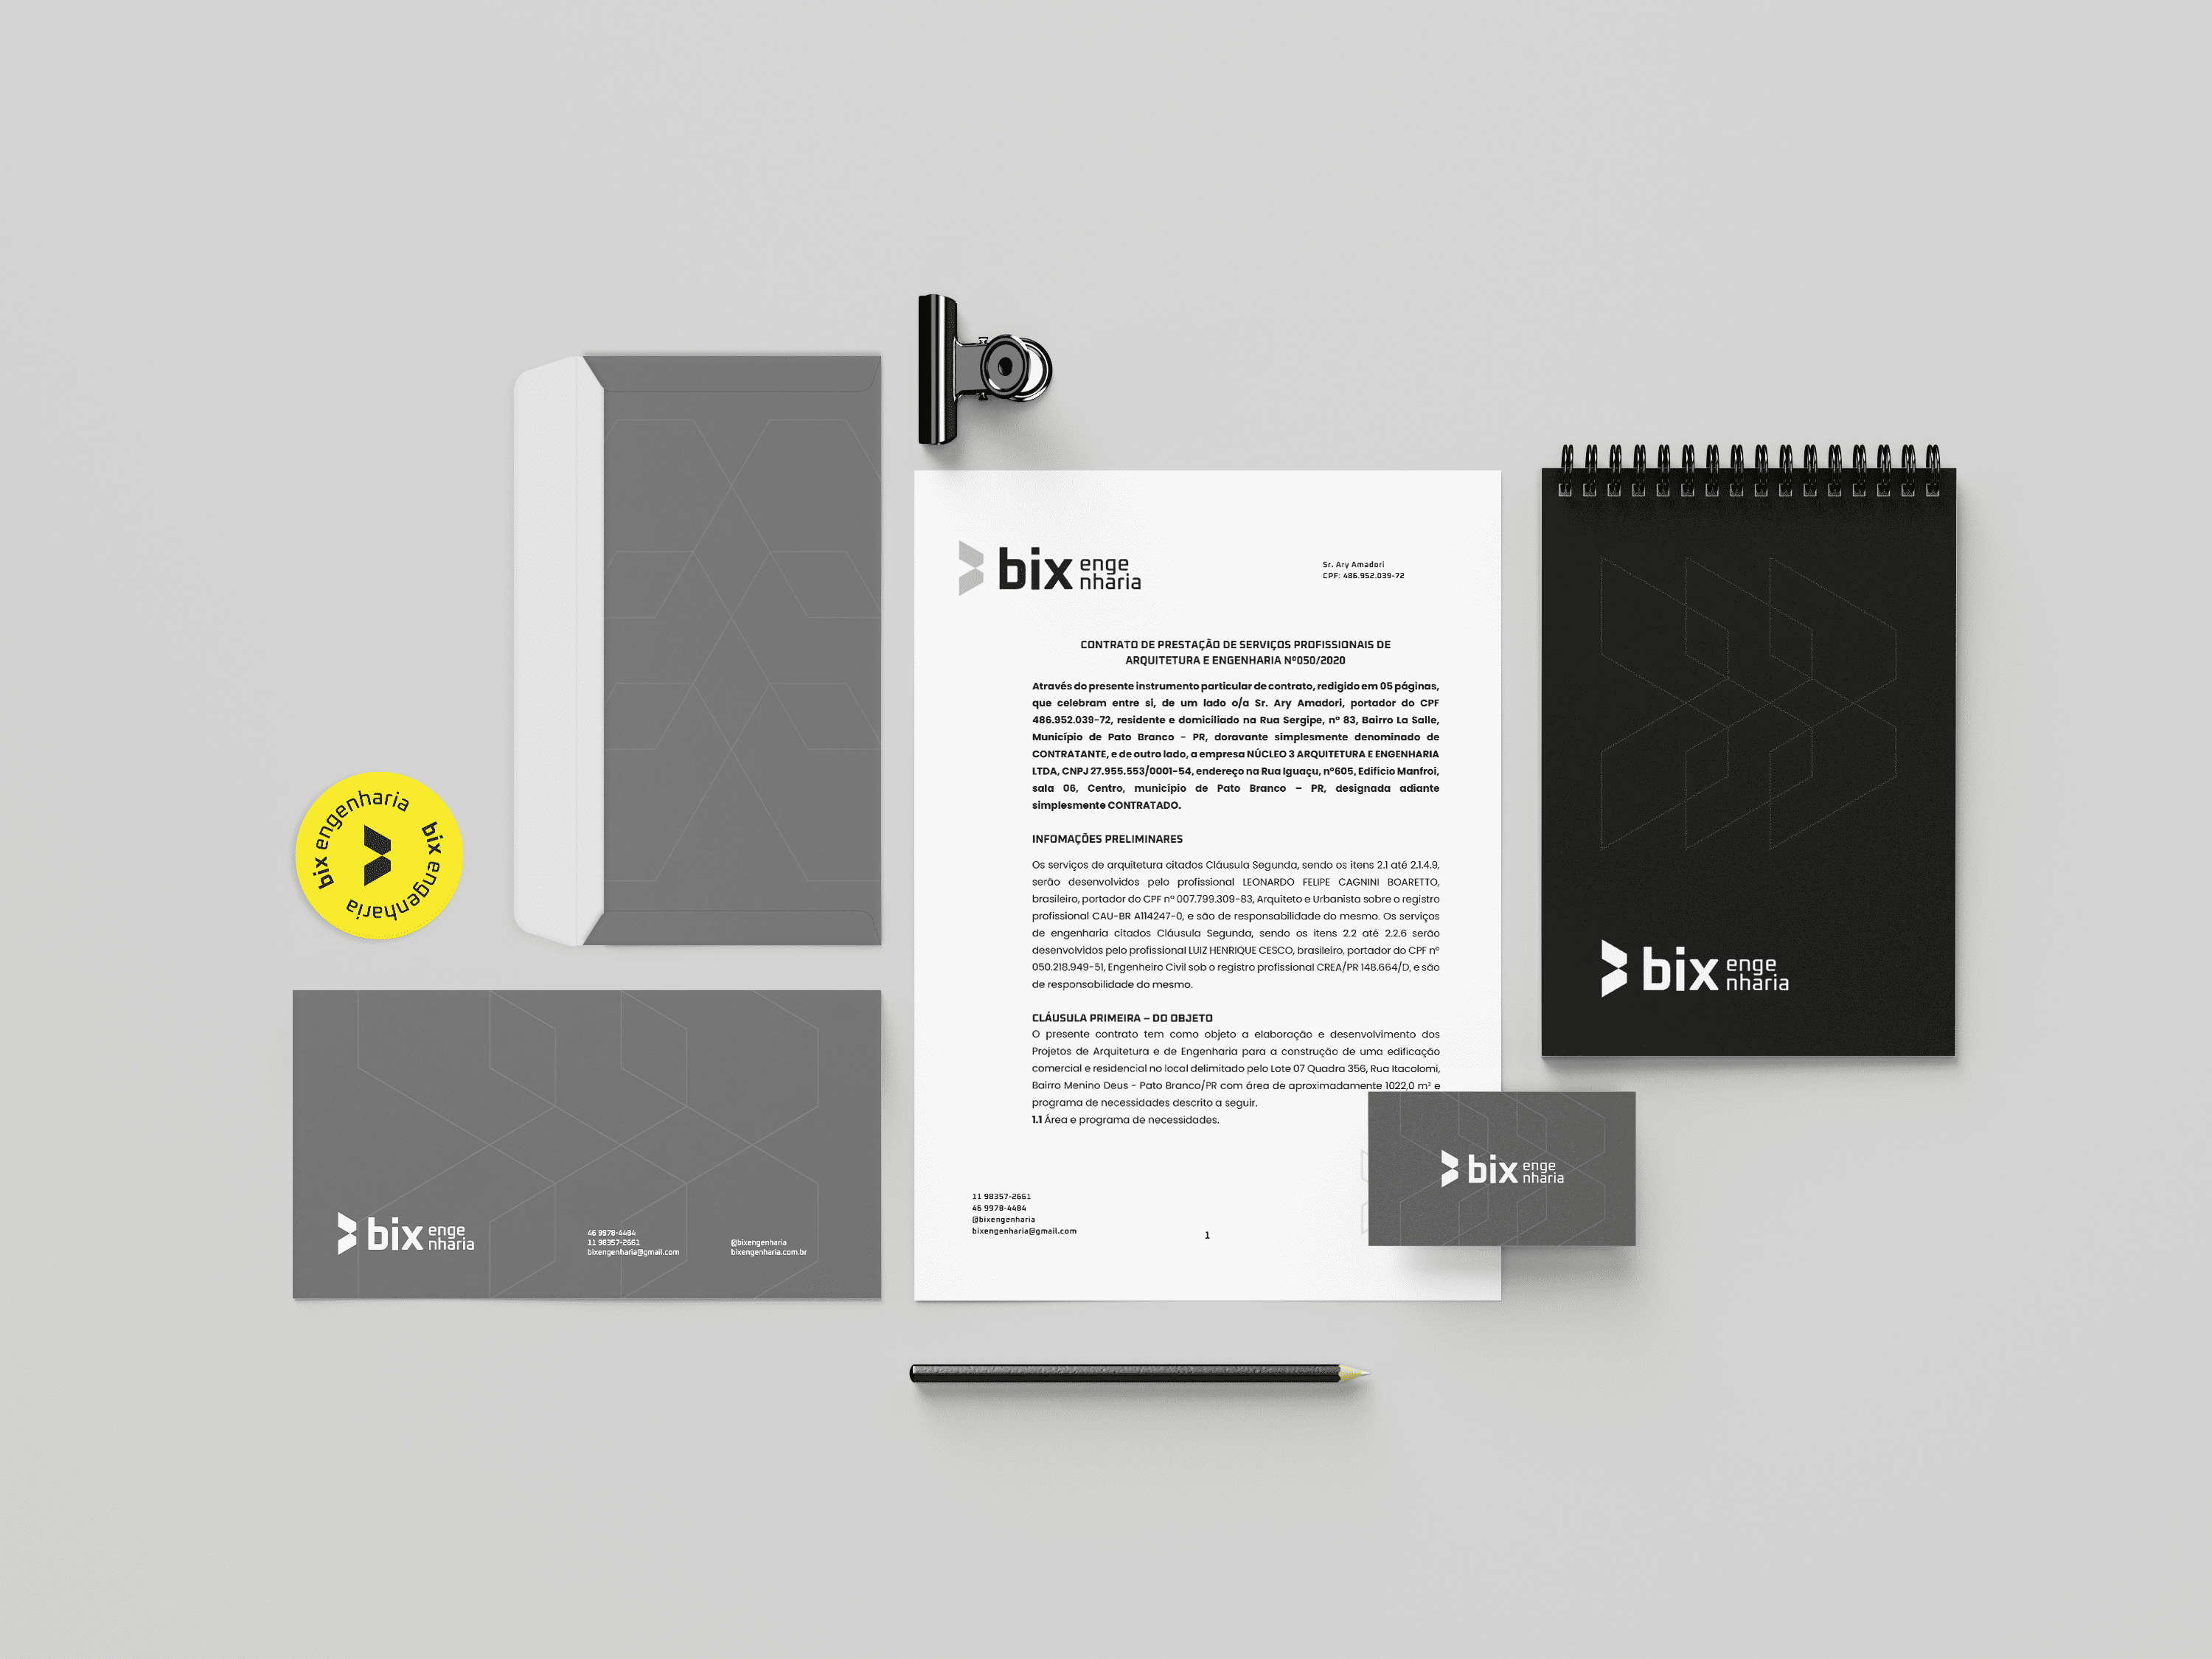 bix enge
nharia
Sr. Ary Amadori
CPF: 486.952.039-72
CONTRATO DE PRESTAÇÃO DE SERVIÇOS PROFISSIONAIS DE
ARQUITETURA E ENGENHARIA Nº050/2020
Através do presente instrumento particular de contrato, redigido em 05 páginas,
que celebram entre si, de um lado o/a Sr. Ary Amadori, portador do CPF
486.952.039-72, residente e domiciliado na Rua Sergipe, nº 83, Bairro La Salle,
Município de Pato Branco - PR, doravante simplesmente denominado de
CONTRATANTE, e de outro lado, a empresa NÚCLEO 3 ARQUITETURA E ENGENHARIA
LTDA, CNPJ 27.955.553/0001-54, endereço na Rua Iguaçu, nº605, Edifício Manfroi,
sala 06, Centro, município de Pato Branco – PR, designada adiante
simplesmente CONTRATADO.
INFOMAÇÕES PRELIMINARES
Os serviços de arquitetura citados Cláusula Segunda, sendo os itens 2.1 até 2.1.4.9,
serão desenvolvidos pelo profissional LEONARDO FELIPE CAGNINI BOARETTO,
brasileiro, portador do CPF nº 007.799.309-83, Arquiteto e Urbanista sobre o registro
profissional CAU-BR A114247-0, e são de responsabilidade do mesmo. Os serviços
de engenharia citados Cláusula Segunda, sendo os itens 2.2 até 2.2.6 serão
desenvolvidos pelo profissional LUIZ HENRIQUE CESCO, brasileiro, portador do CPF nº
050.218.949-51, Engenheiro Civil sob o registro profissional CREA/PR 148.664/D, e são
de responsabilidade do mesmo.
CLÁUSULA PRIMEIRA – DO OBJETO
O presente contrato tem como objeto a elaboração e desenvolvimento dos
Projetos de Arquitetura e de Engenharia para a construção de uma edificação
comercial e residencial no local delimitado pelo Lote 07 Quadra 356, Rua Itacolomi,
Bairro Menino Deus - Pato Branco/PR com área de aproximadamente 1022,0 m² e
programa de necessidades descrito a seguir.
1.1 Área e programa de necessidades.
11 98357-2661
46 9978-4484
@bixengenharia
bixengenharia@gmail.com
1
bix engenharia
bix engenharia
bix enge
nharia
46 9978-4484
11 98357-2661
bixengenharia@gmail.com
@bixengenharia
bixengenharia.com.br
bix enge
nharia
bix enge
nharia